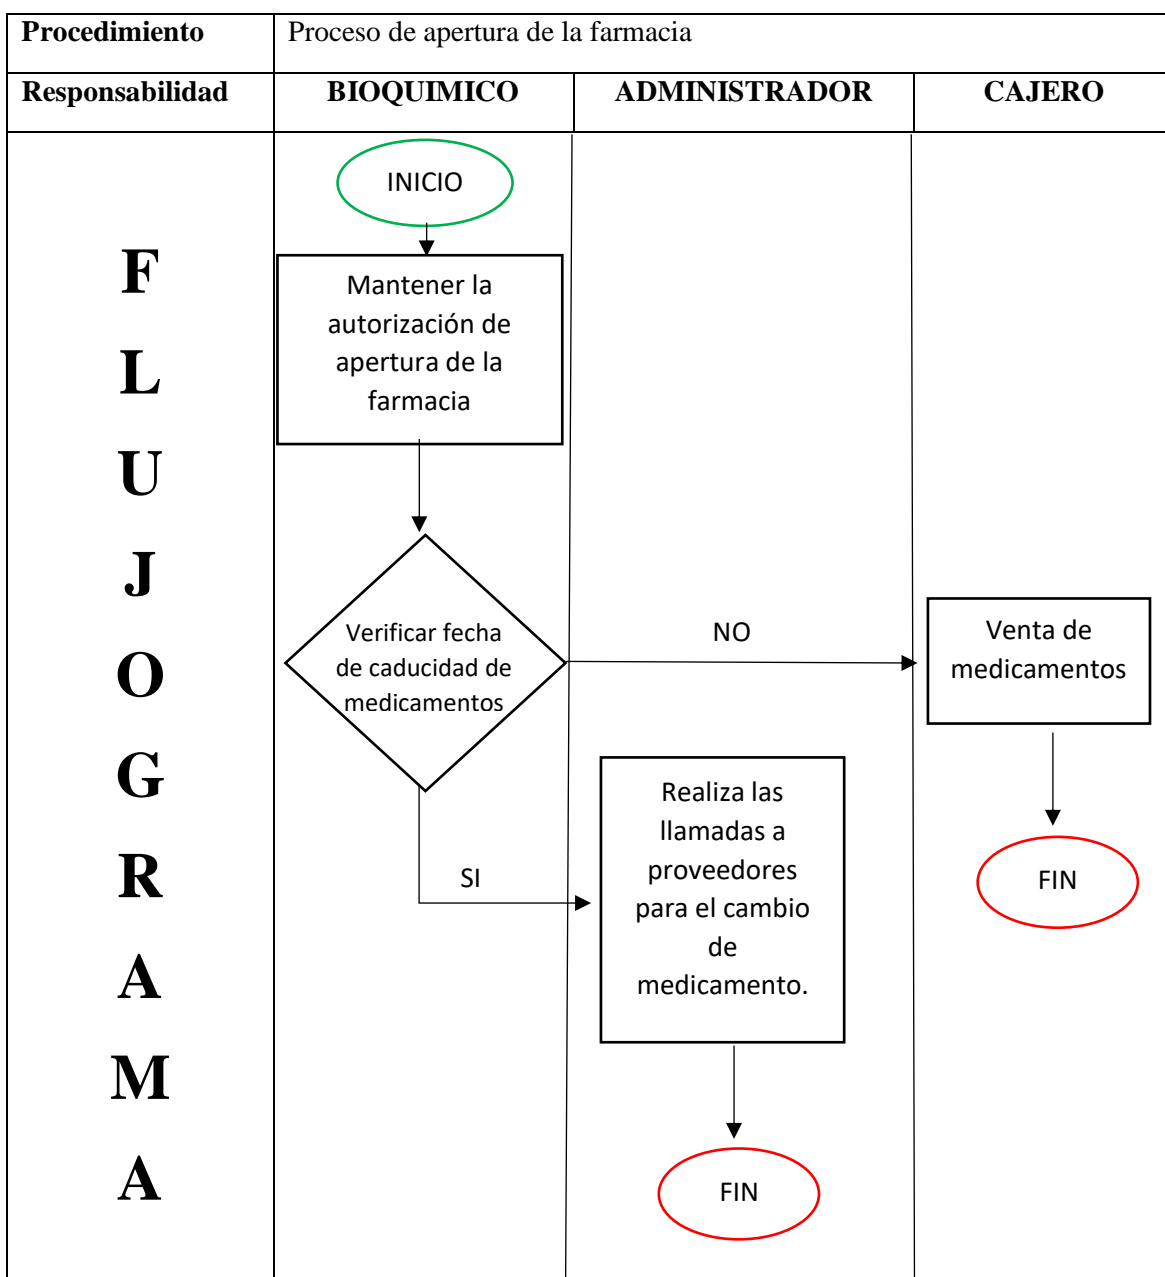 Procedimiento
Proceso de apertura de la farmacia
Responsabilidad
BIOQUIMICO
ADMINISTRADOR
CAJERO
F
L
U
J
O
G
R
A
M
A
INICIO
Mantener la
autorización de
apertura de la
farmacia
Verificar fecha
de caducidad de
medicamentos
NO
Venta de
medicamentos
FIN
SI
Realiza las
llamadas a
proveedores
para el cambio
de
medicamento.
FIN